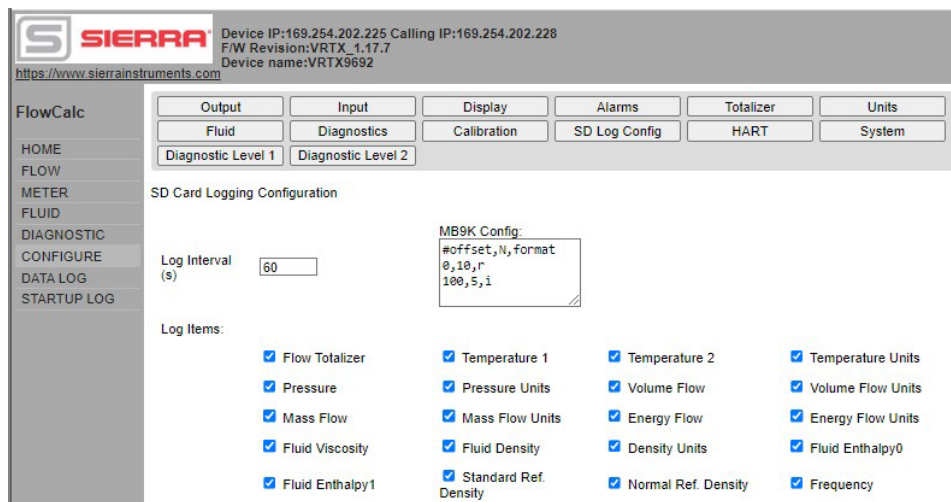 SIERRA
https://www.sierrainstruments.com
Device IP:169.254.202.225 Calling IP:169.254.202.228
F/W Revision:VRTX_1.17.7
Device name:VRTX9692
FlowCalc
HOME
FLOW
METER
FLUID
DIAGNOSTIC
CONFIGURE
DATA LOG
STARTUP LOG
Output Input Display Alarms Totalizer Units
Fluid Diagnostics Calibration SD Log Config HART System
Diagnostic Level 1 Diagnostic Level 2
SD Card Logging Configuration
Log Interval
(s)
60
MB9K Config:
#offset,N,format
0,10,r
100,5,i
Log Items:
Flow Totalizer Temperature 1 Temperature 2 Temperature Units
Pressure Pressure Units Volume Flow Volume Flow Units
Mass Flow Mass Flow Units Energy Flow Energy Flow Units
Fluid Viscosity Fluid Density Density Units Fluid Enthalpy0
Fluid Enthalpy1 Standard Ref. Density Normal Ref. Density Frequency